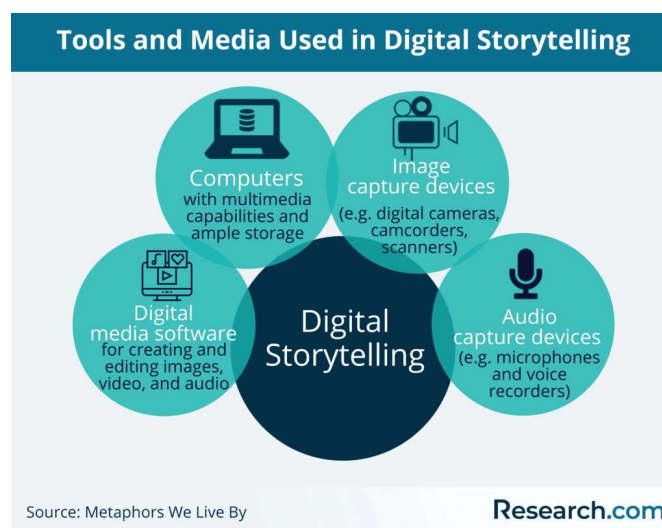 Tools and Media Used in Digital Storytelling
Computers
with multimedia
capabilities and
ample storage
Image
capture devices
(e.g. digital cameras,
camcorders,
scanners)
Digital
media software
for creating and
editing images,
video, and audio
Digital
Storytelling
Audio
capture devices
(e.g. microphones
and voice
recorders)
Source: Metaphors We Live By
Research.com